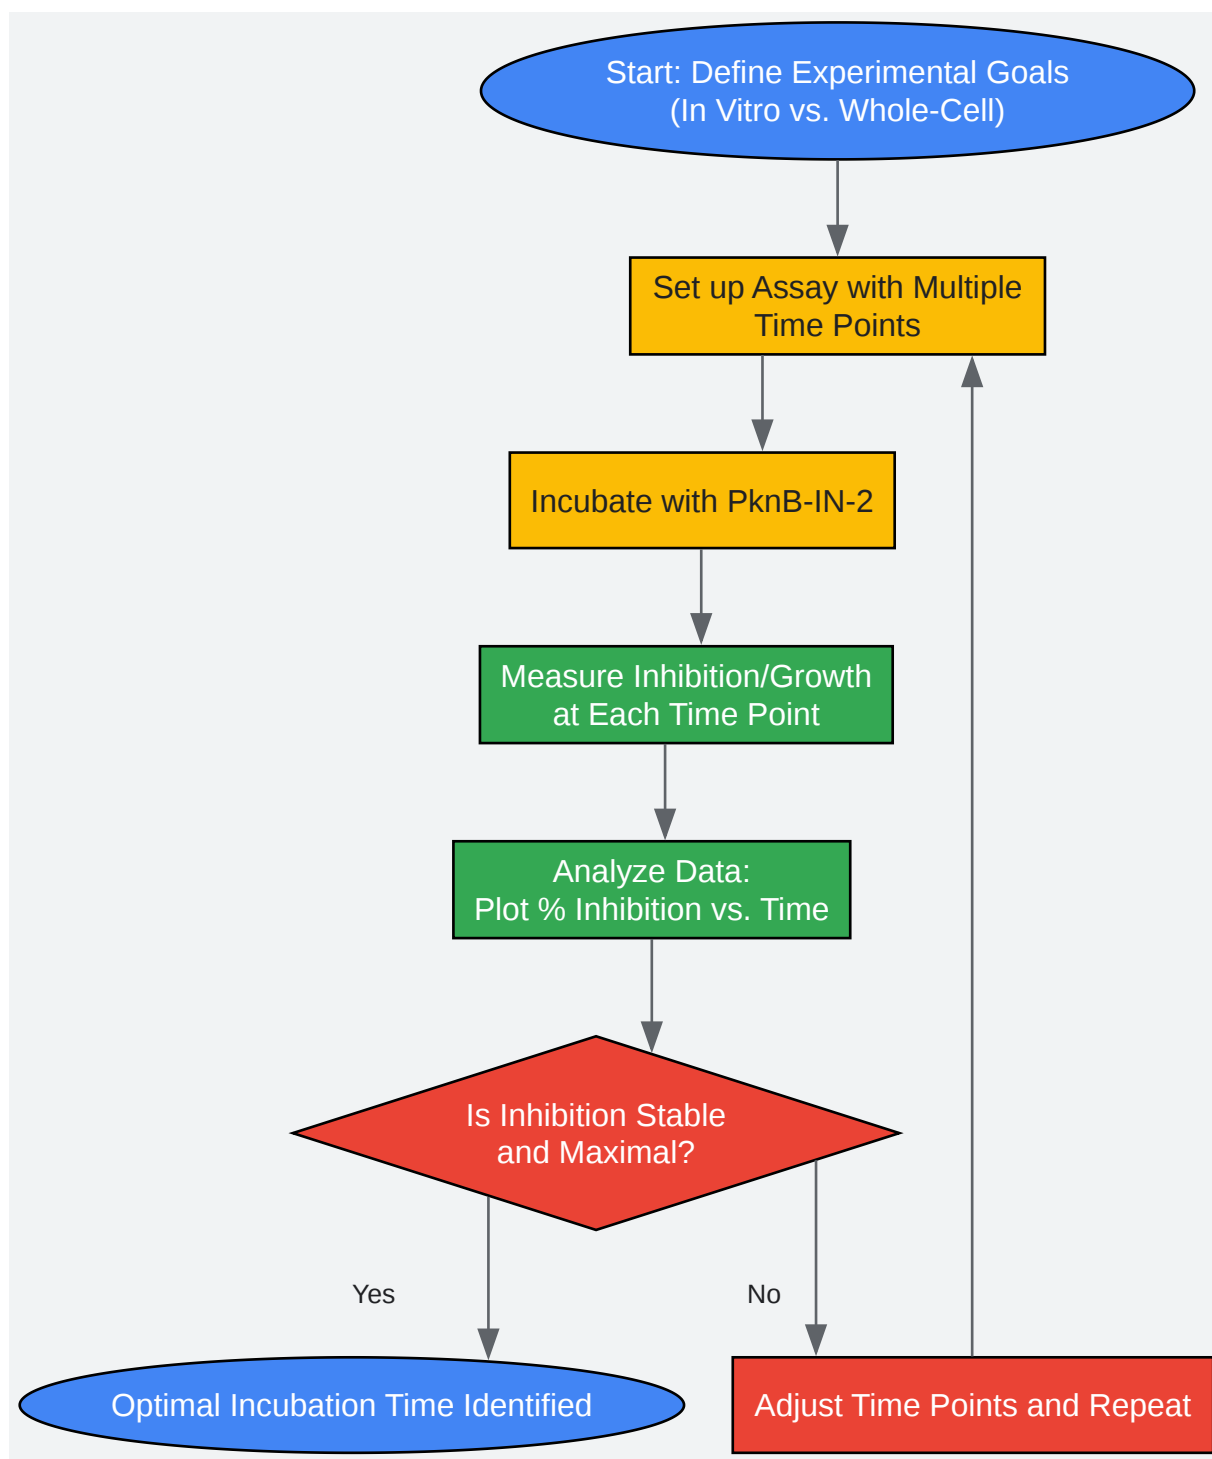 Start: Define Experimental Goals
(In Vitro vs. Whole-Cell)
Set up Assay with Multiple
Time Points
Incubate with PknB-IN-2
Measure Inhibition/Growth
at Each Time Point
Analyze Data:
Plot % Inhibition vs. Time
Is Inhibition Stable
and Maximal?
Yes
No
Optimal Incubation Time Identified
Adjust Time Points and Repeat